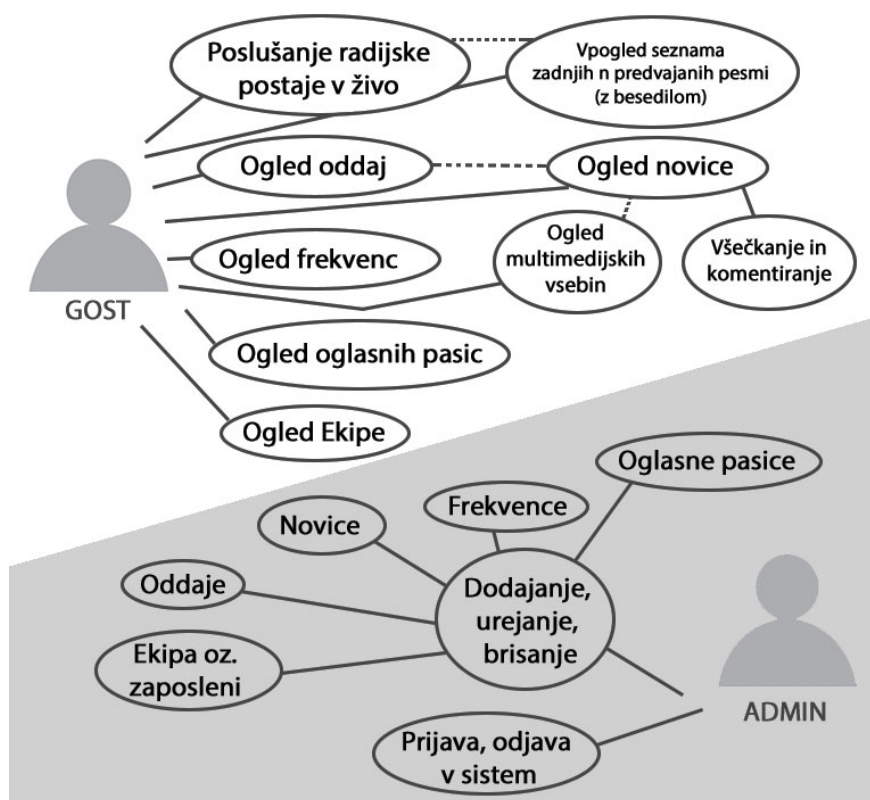 Poslušanje radijske
postaje v živo
Vpogled seznama
zadnjih n predvajanih pesmi
(z besedilom)
Ogled oddaj
Ogled novice
Ogled frekvenc
Ogled
multimedijskih
vsebin
Všečkanje in
komentiranje
GOST
Ogled oglasnih pasic
Ogled Ekipe
Oglasne pasice
Frekvence
Novice
Oddaje
Dodajanje,
urejanje,
brisanje
Ekipa oz.
zaposleni
ADMIN
Prijava, odjava
v sistem